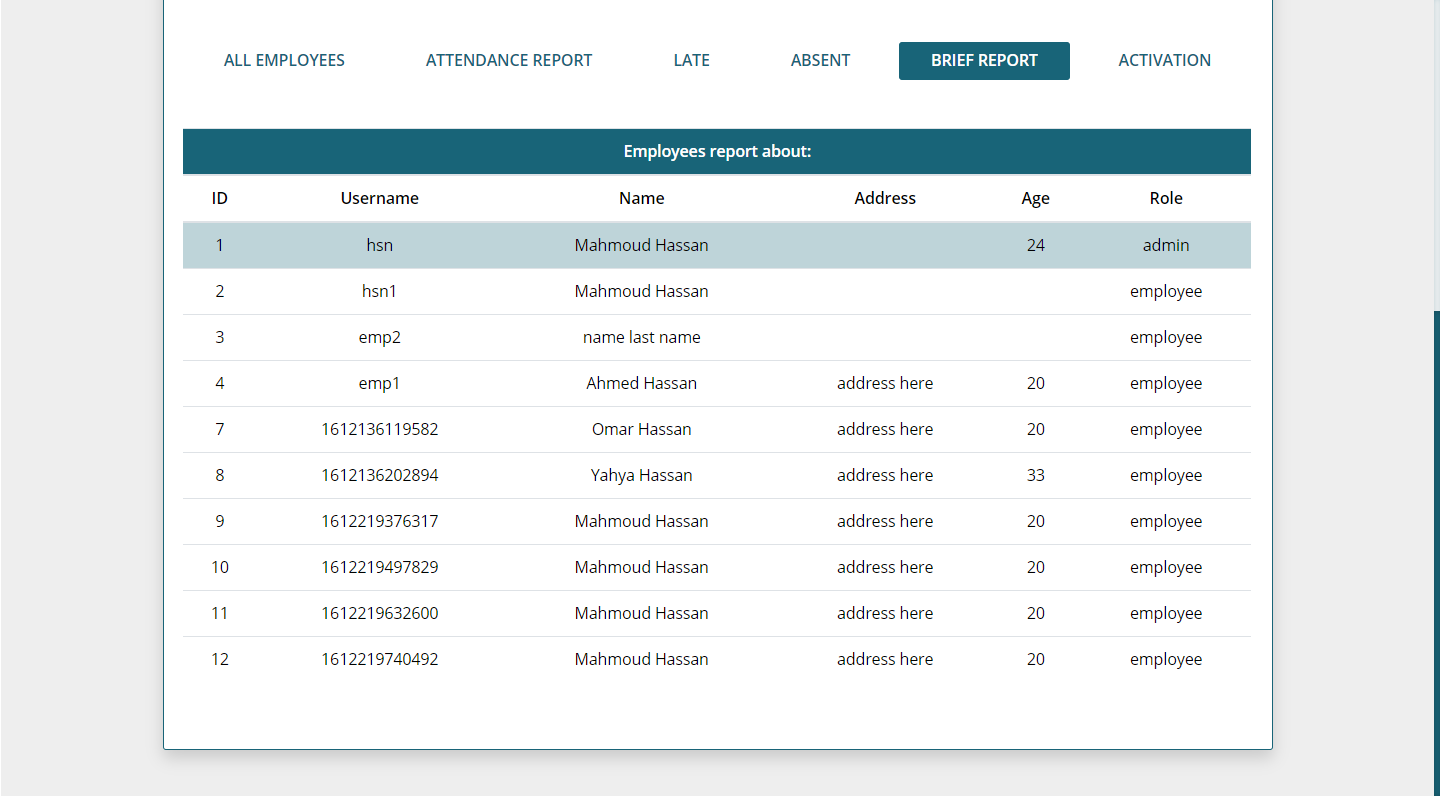 ALL EMPLOYEES ATTENDANCE REPORT LATE ABSENT BRIEF REPORT ACTIVATION
Employees report about:
ID Username Name Address Age Role
1 hsn Mahmoud Hassan 24 admin
2 hsn1 Mahmoud Hassan employee
3 emp2 name last name employee
4 emp1 Ahmed Hassan address here 20 employee
7 1612136119582 Omar Hassan address here 20 employee
8 1612136202894 Yahya Hassan address here 33 employee
9 1612219376317 Mahmoud Hassan address here 20 employee
10 1612219497829 Mahmoud Hassan address here 20 employee
11 1612219632600 Mahmoud Hassan address here 20 employee
12 1612219740492 Mahmoud Hassan address here 20 employee